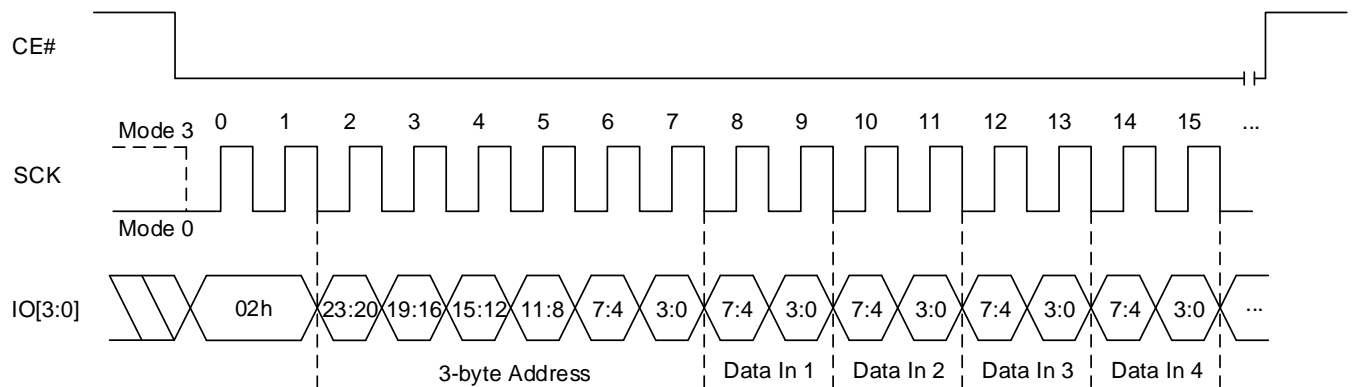 CE#
Mode 3 0 1 2 3 4 5 6 7 8 9 10 11 12 13 14 15 ...
SCK
Mode 0
IO[3:0] 02h 23:20 19:16 15:12 11:8 7:4 3:0 7:4 3:0 7:4 3:0 7:4 3:0 7:4 3:0 ...
3-byte Address Data In 1 Data In 2 Data In 3 Data In 4